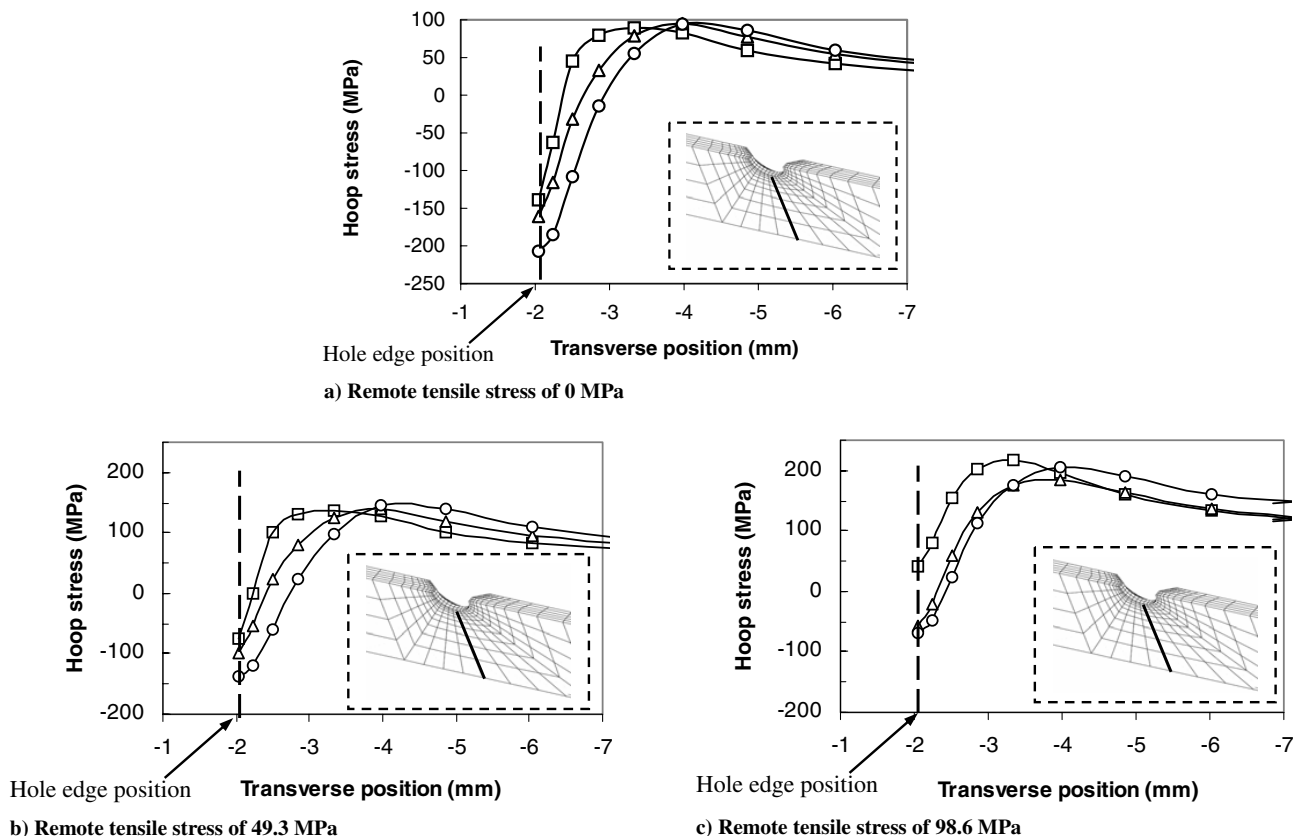 100
50
0
-50
-100
-150
-200
-250
Hoop stress (MPa)
-1 -2 -3 -4 -5 -6 -7
Hole edge position
Transverse position (mm)
a) Remote tensile stress of 0 MPa
200
100
0
-100
-200
Hoop stress (MPa)
-1 -2 -3 -4 -5 -6 -7
Hole edge position
Transverse position (mm)
b) Remote tensile stress of 49.3 MPa
200
100
0
-100
-200
Hoop stress (MPa)
-1 -2 -3 -4 -5 -6 -7
Hole edge position
Transverse position (mm)
c) Remote tensile stress of 98.6 MPa